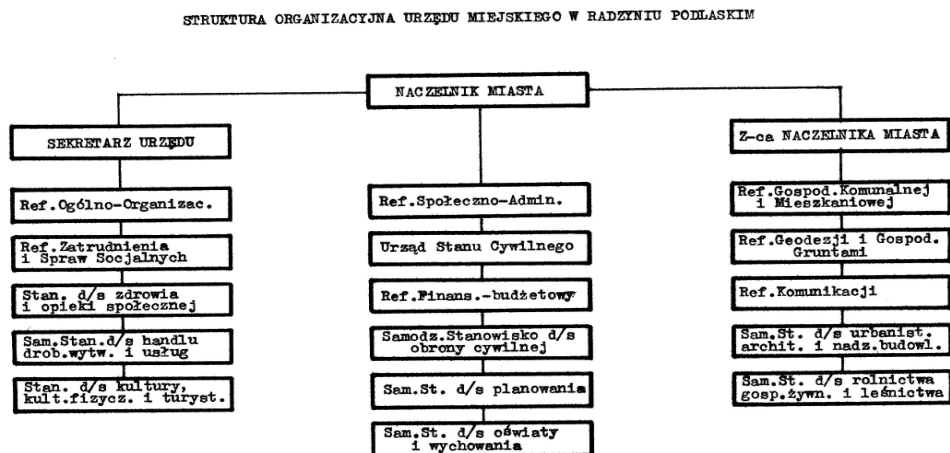 STRUKTURA ORGANIZACYJNA URZĘDU MIEJSKIEGO W RADZYNIU PODLASKIM
NACZELNIK MIASTA
SEKRETARZ URZĘDU
Ref.Ogólno-Organizac.
Ref.Zatrudnienia
i Spraw Socjalnych
Stan. d/s zdrowia
i opieki społecznej
Sam.Stan.d/s handlu
drob.wytw. i usług
Stan. d/s kultury,
kult.fizycz. i turyst.
Ref.Społeczno-Admin.
Urząd Stanu Cywilnego
Ref.Finans.-budżetowy
Samodz.Stanowisko d/s
obrony cywilnej
Sam.St. d/s planowania
Sam.St. d/s oświaty
i wychowania
Z-ca NACZELNIKA MIASTA
Ref.Gospod.Komunalnej
i Mieszkaniowej
Ref.Geodezji i Gospod.
Gruntami
Ref.Komunikacji
Sam.St. d/s urbanist.
archit. i nadz.budowl.
Sam.St. d/s rolnictwa
gosp.żywn. i leśnictwa